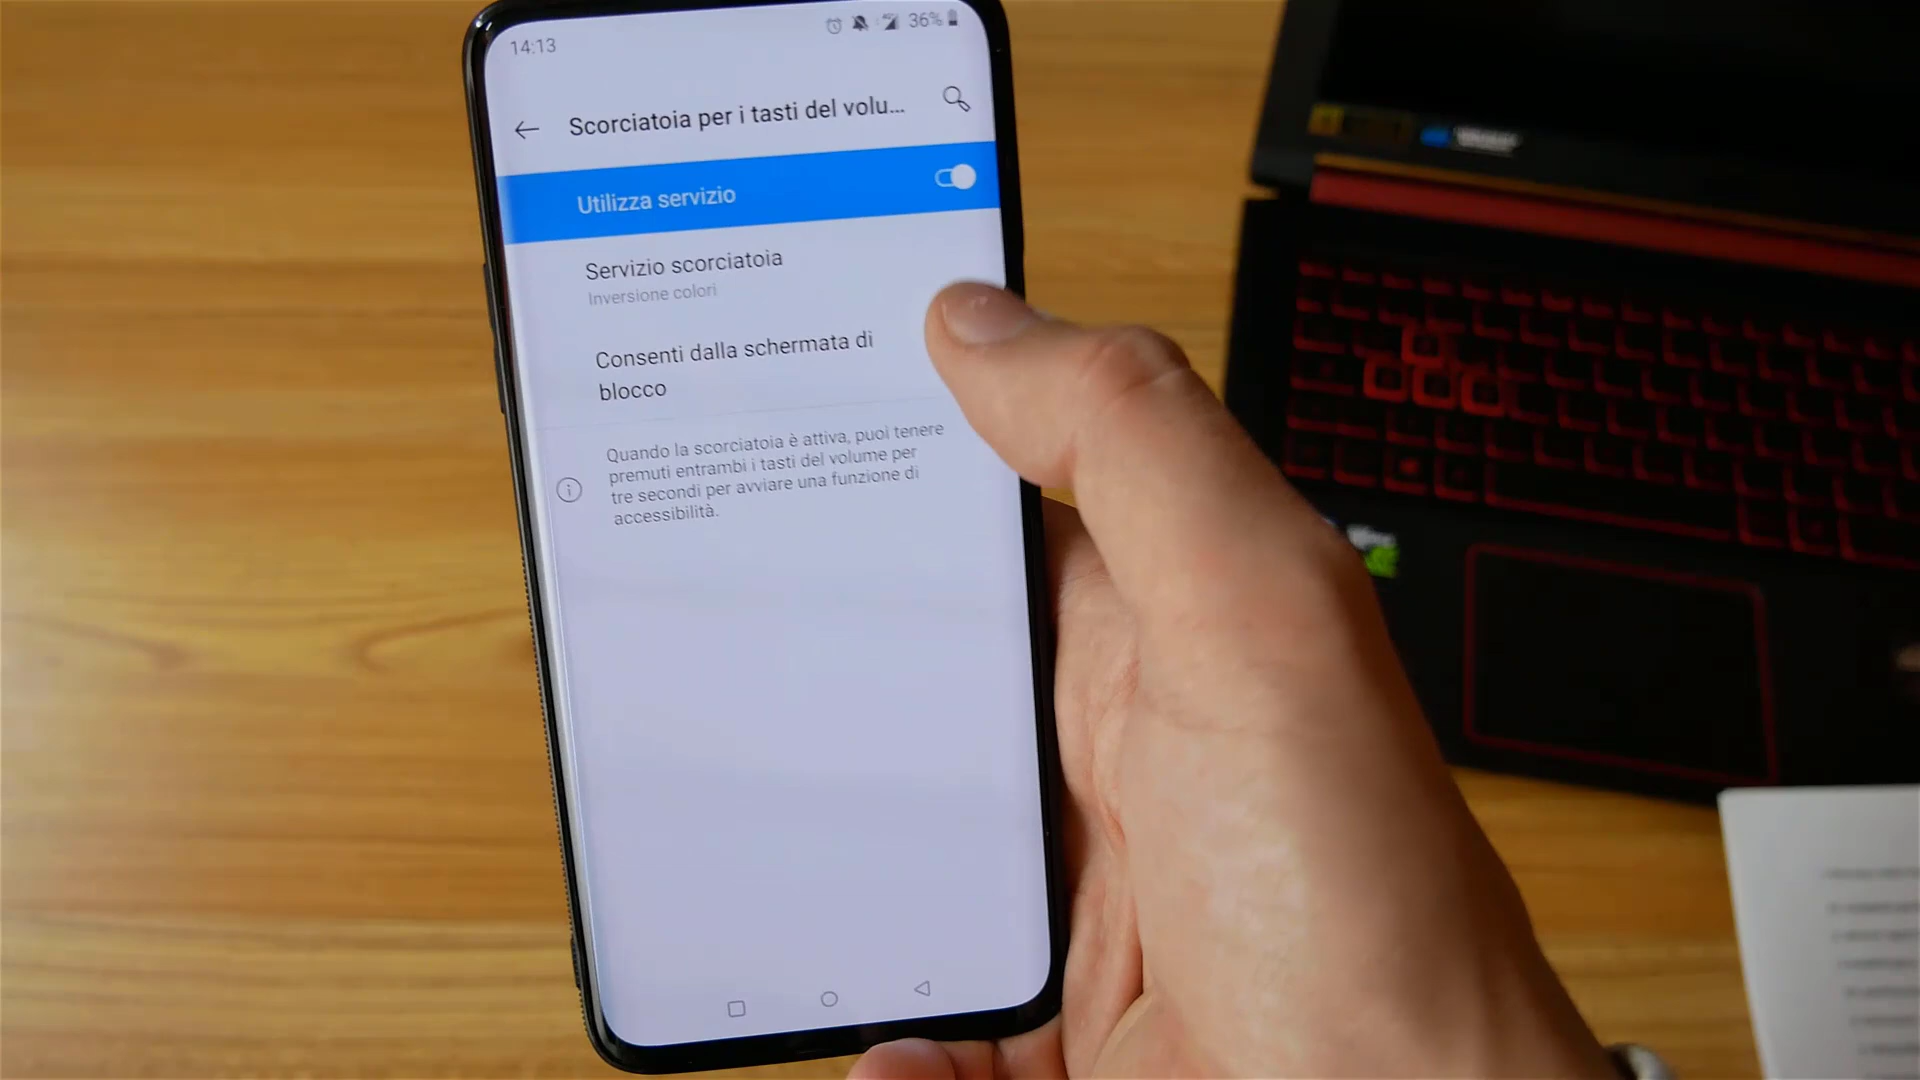 14:13
36%
Scorciatoia per i tasti del volu...
Utilizza servizio
Servizio scorciatoia
Inversione colori
Consenti dalla schermata di
blocco
Quando la scorciatoia è attiva, puoi tenere
premuti entrambi i tasti del volume per
tre secondi per avviare una funzione di
accessibilità.